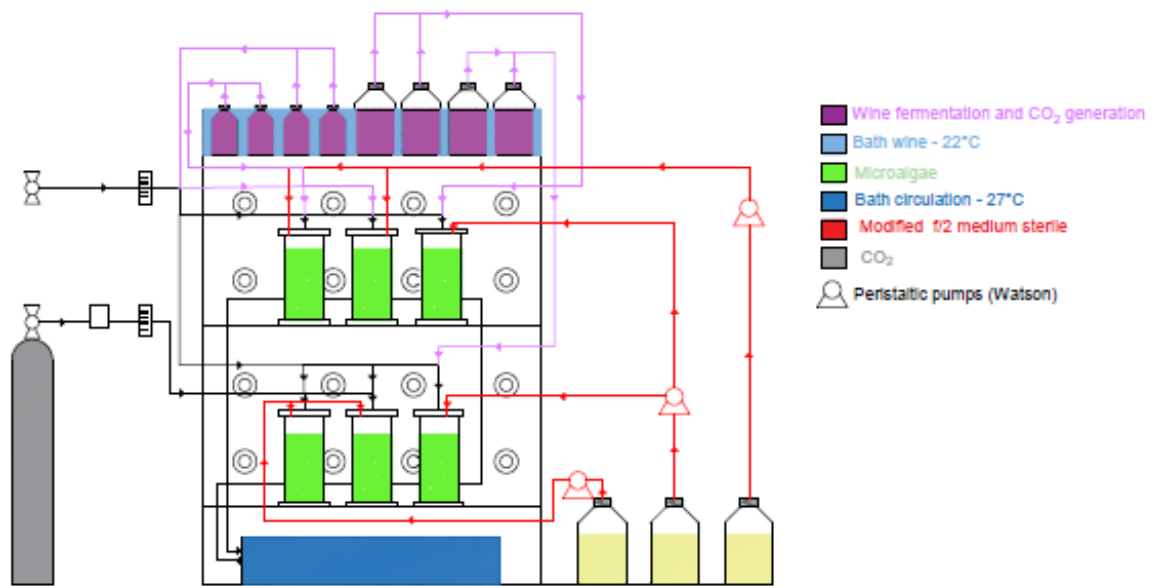 Wine fermentation and CO₂ generation
Bath wine - 22°C
Microalgae
Bath circulation - 27°C
Modified f/2 medium sterile
CO₂
Peristaltic pumps (Watson)